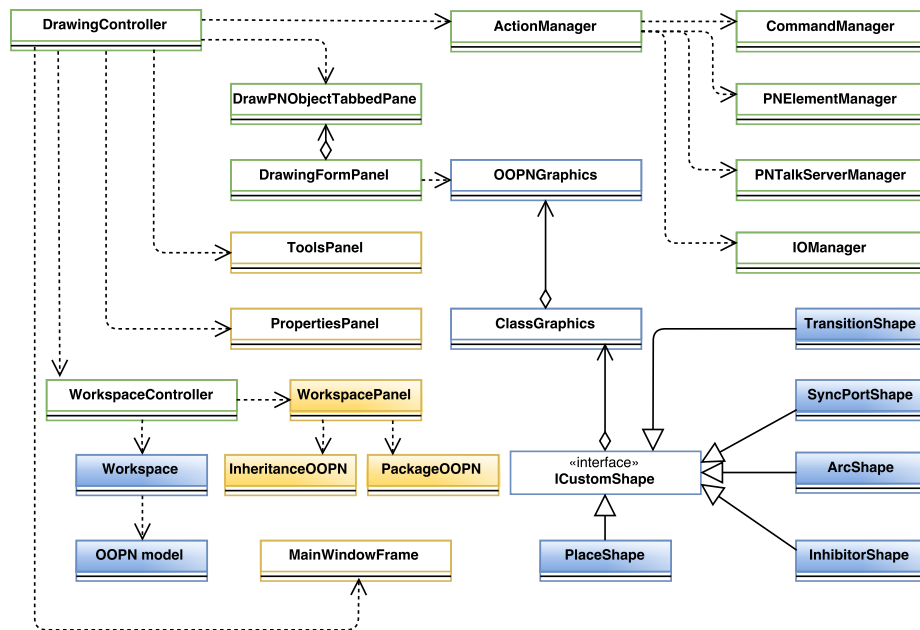 DrawingController
ActionManager
CommandManager
DrawPNObjectTabbedPane
PNElementManager
DrawingFormPanel
OOPNGraphics
PNTalkServerManager
ToolsPanel
IOManager
PropertiesPanel
ClassGraphics
TransitionShape
WorkspaceController
WorkspacePanel
SyncPortShape
Workspace
InheritanceOOPN
PackageOOPN
«interface»
ICustomShape
ArcShape
OOPN model
MainWindowFrame
PlaceShape
InhibitorShape